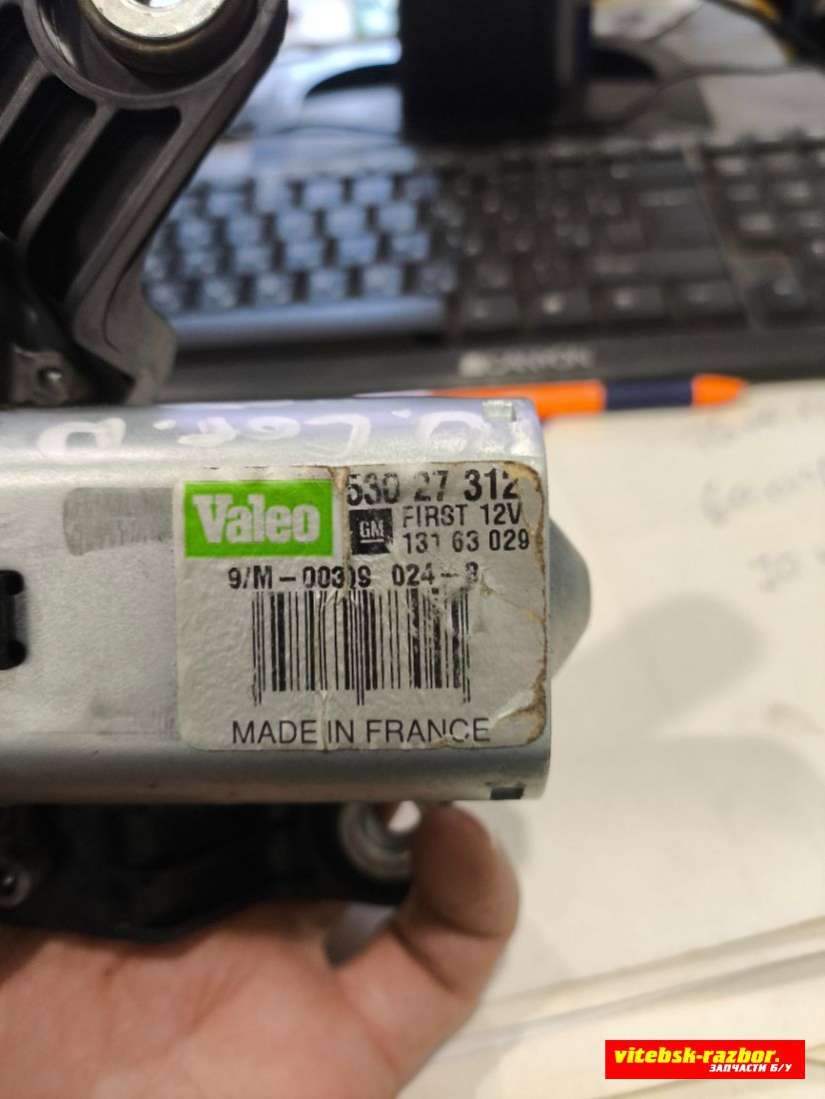 Valeo
530 27 312
GM
FIRST 12V
131 63 029
9/M-00309 024-3
MADE IN FRANCE
vitebsk-razbor.
ЗАПЧАСТИ Б/У